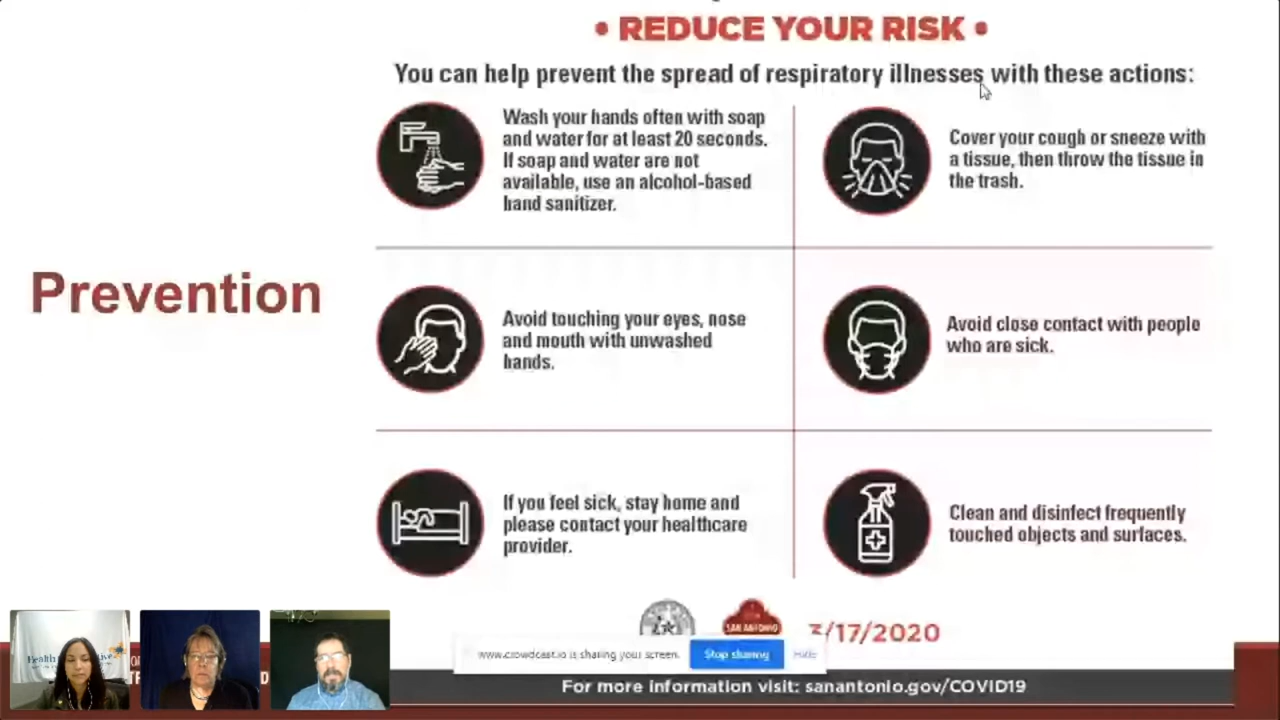 • REDUCE YOUR RISK •
You can help prevent the spread of respiratory illnesses with these actions:
Wash your hands often with soap
and water for at least 20 seconds.
If soap and water are not
available, use an alcohol-based
hand sanitizer.
Cover your cough or sneeze with
a tissue, then throw the tissue in
the trash.
Prevention
Avoid touching your eyes, nose
and mouth with unwashed
hands.
Avoid close contact with people
who are sick.
If you feel sick, stay home and
please contact your healthcare
provider.
Clean and disinfect frequently
touched objects and surfaces.
SAN ANTONIO
3/17/2020
www.crowdcast.io is sharing your screen.
Stop sharing
Hide
Health
For more information visit: sanantonio.gov/COVID19